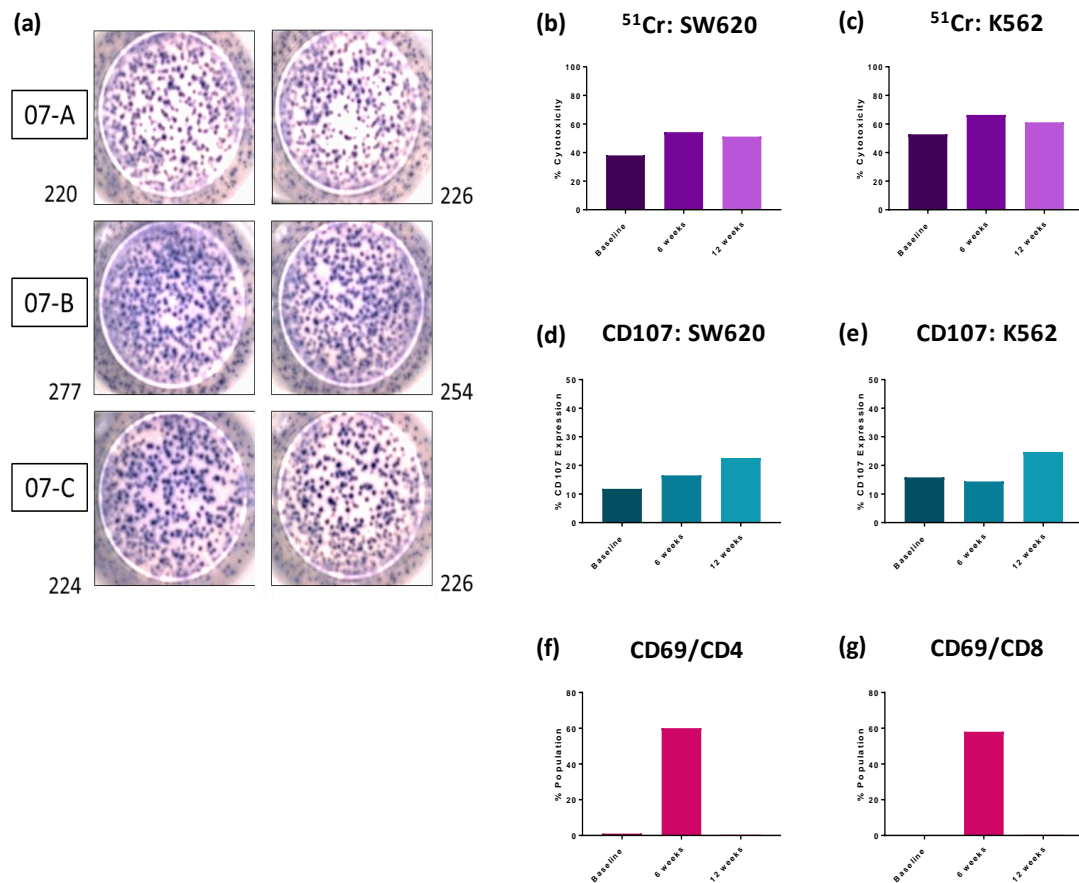 (a)
07-A
220
226
07-B
277
254
07-C
224
226
(b) ⁵¹Cr: SW620
100
80
60
40
20
0
% Cytotoxicity
Baseline
6 weeks
12 weeks
(c) ⁵¹Cr: K562
100
80
60
40
20
0
% Cytotoxicity
Baseline
6 weeks
12 weeks
(d) CD107: SW620
50
40
30
20
10
0
% CD107 Expression
Baseline
6 weeks
12 weeks
(e) CD107: K562
50
40
30
20
10
0
% CD107 Expression
Baseline
6 weeks
12 weeks
(f) CD69/CD4
80
60
40
20
0
% Population
Baseline
6 weeks
12 weeks
(g) CD69/CD8
80
60
40
20
0
% Population
Baseline
6 weeks
12 weeks